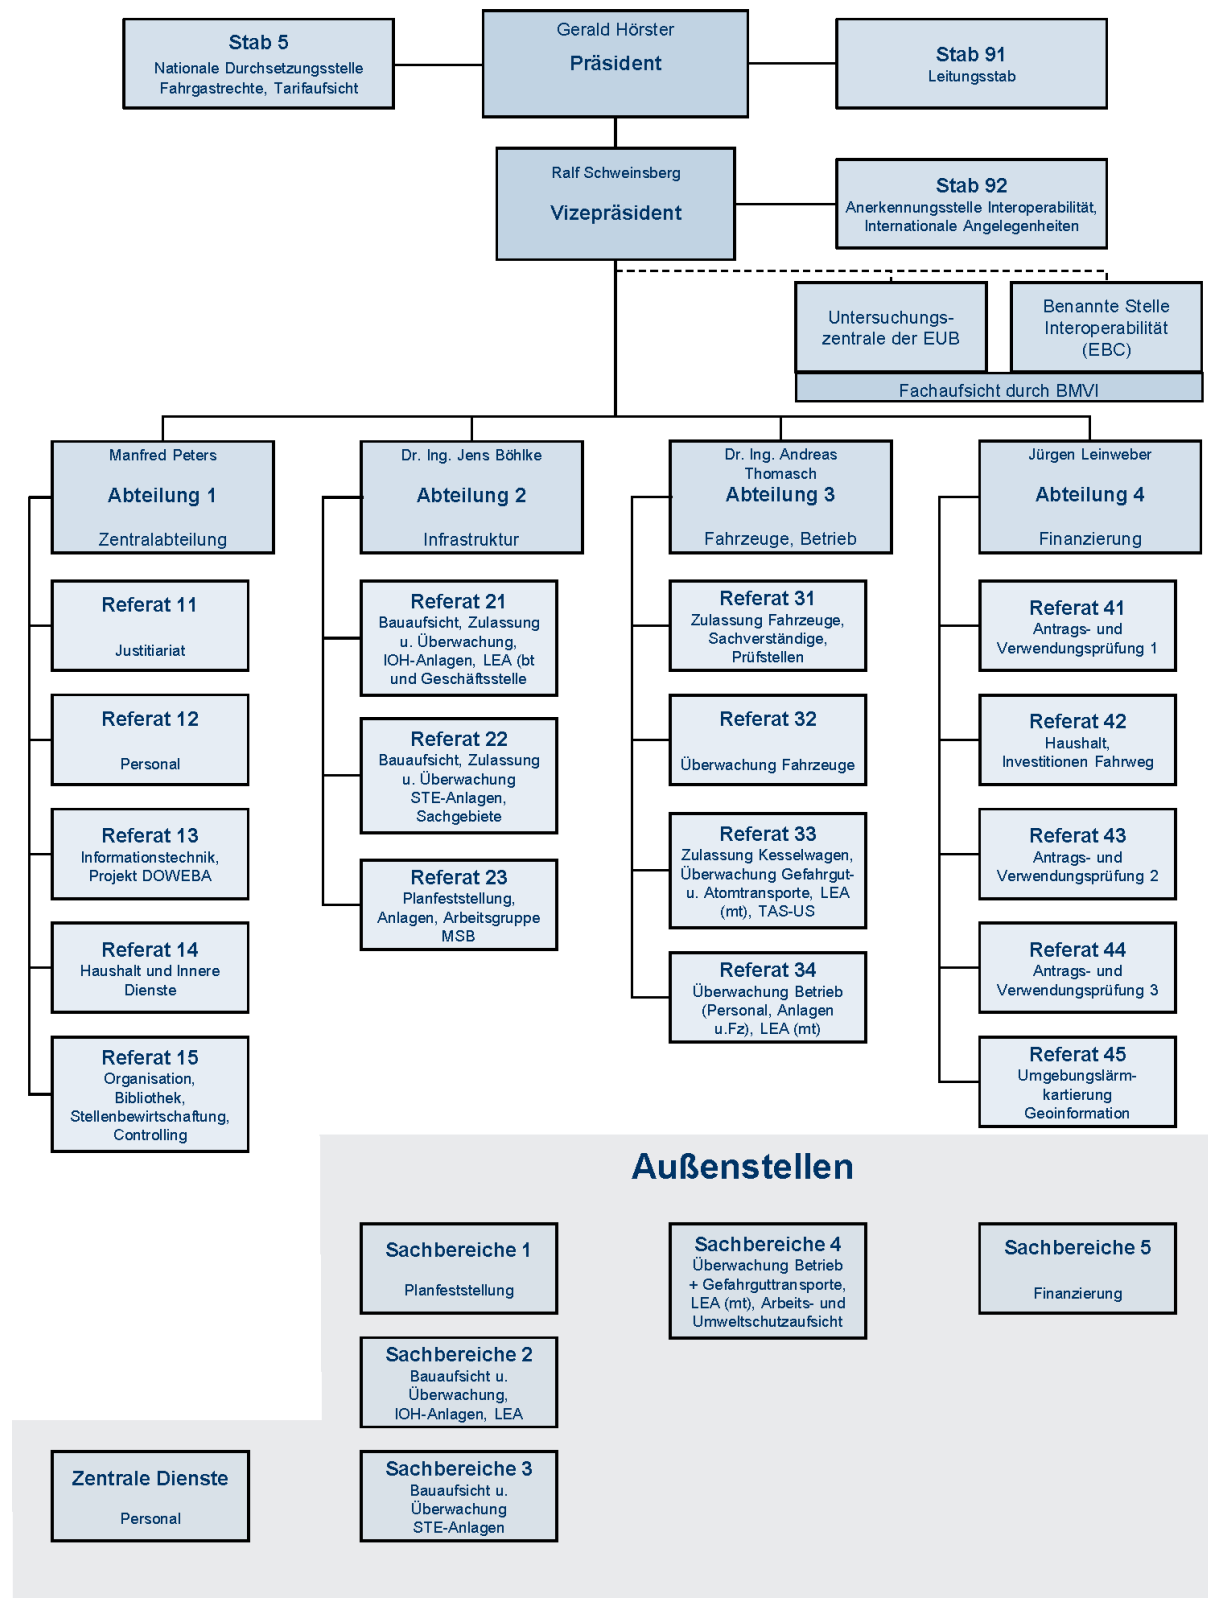 Stab 5
Nationale Durchsetzungsstelle
Fahrgastrechte, Tarifaufsicht
Gerald Hörster
Präsident
Stab 91
Leitungsstab
Ralf Schweinsberg
Vizepräsident
Stab 92
Anerkennungsstelle Interoperabilität,
Internationale Angelegenheiten
Untersuchungs-
zentrale der EUB
Benannte Stelle
Interoperabilität
(EBC)
Fachaufsicht durch BMVI
Manfred Peters
Abteilung 1
Zentralabteilung
Referat 11
Justitiariat
Referat 12
Personal
Referat 13
Informationstechnik,
Projekt DOWEBA
Referat 14
Haushalt und Innere
Dienste
Referat 15
Organisation,
Bibliothek,
Stellenbewirtschaftung,
Controlling
Dr. Ing. Jens Böhlke
Abteilung 2
Infrastruktur
Referat 21
Bauaufsicht, Zulassung
u. Überwachung,
IOH-Anlagen, LEA (bt
und Geschäftsstelle
Referat 22
Bauaufsicht, Zulassung
u. Überwachung
STE-Anlagen,
Sachgebiete
Referat 23
Planfeststellung,
Anlagen, Arbeitsgruppe
MSB
Dr. Ing. Andreas
Thomasch
Abteilung 3
Fahrzeuge, Betrieb
Referat 31
Zulassung Fahrzeuge,
Sachverständige,
Prüfstellen
Referat 32
Überwachung Fahrzeuge
Referat 33
Zulassung Kesselwagen,
Überwachung Gefahrgut-
u. Atomtransporte, LEA
(mt), TAS-US
Referat 34
Überwachung Betrieb
(Personal, Anlagen
u.Fz), LEA (mt)
Jürgen Leinweber
Abteilung 4
Finanzierung
Referat 41
Antrags- und
Verwendungsprüfung 1
Referat 42
Haushalt,
Investitionen Fahrweg
Referat 43
Antrags- und
Verwendungsprüfung 2
Referat 44
Antrags- und
Verwendungsprüfung 3
Referat 45
Umgebungslärm-
kartierung
Geoinformation
Außenstellen
Sachbereiche 1
Planfeststellung
Sachbereiche 4
Überwachung Betrieb
+ Gefahrguttransporte,
LEA (mt), Arbeits- und
Umweltschutzaufsicht
Sachbereiche 5
Finanzierung
Sachbereiche 2
Bauaufsicht u.
Überwachung,
IOH-Anlagen, LEA
Zentrale Dienste
Personal
Sachbereiche 3
Bauaufsicht u.
Überwachung
STE-Anlagen